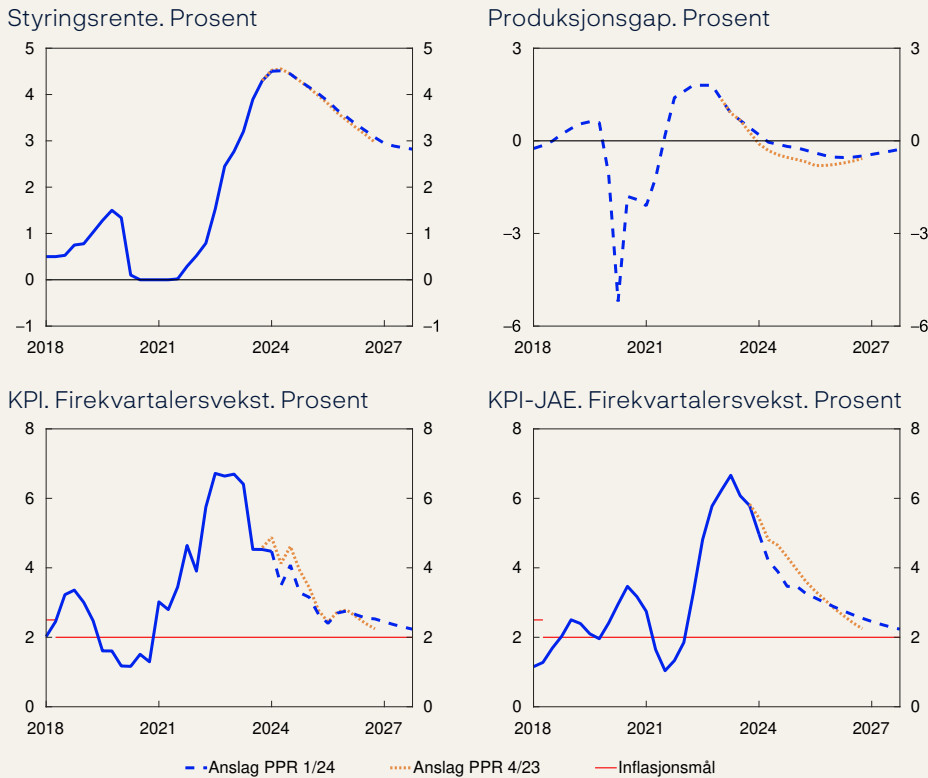 Styringsrente. Prosent
5 5
4 4
3 3
2 2
1 1
0 0
–1 –1
2018 2021 2024 2027
Produksjonsgap. Prosent
3 3
0 0
–3 –3
–6 –6
2018 2021 2024 2027
KPI. Firekvartalersvekst. Prosent
8 8
6 6
4 4
2 2
0 0
2018 2021 2024 2027
KPI-JAE. Firekvartalersvekst. Prosent
8 8
6 6
4 4
2 2
0 0
2018 2021 2024 2027
Anslag PPR 1/24 Anslag PPR 4/23 Inflasjonsmål